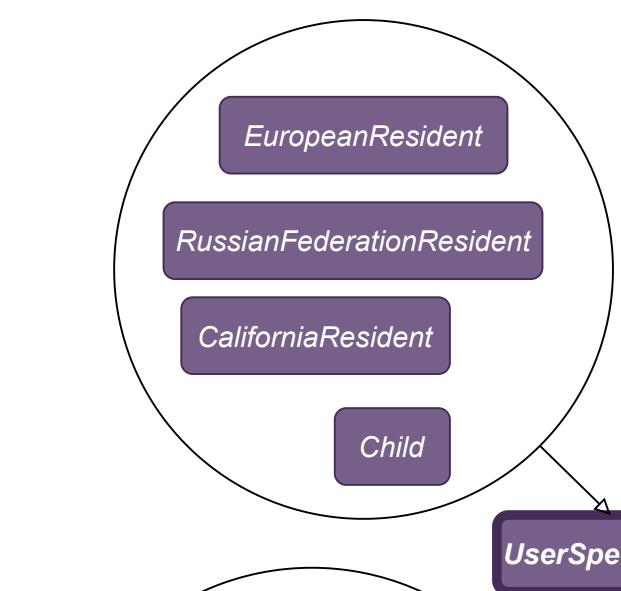 EuropeanResident
RussianFederationResident
CaliforniaResident
Child
UserSpe